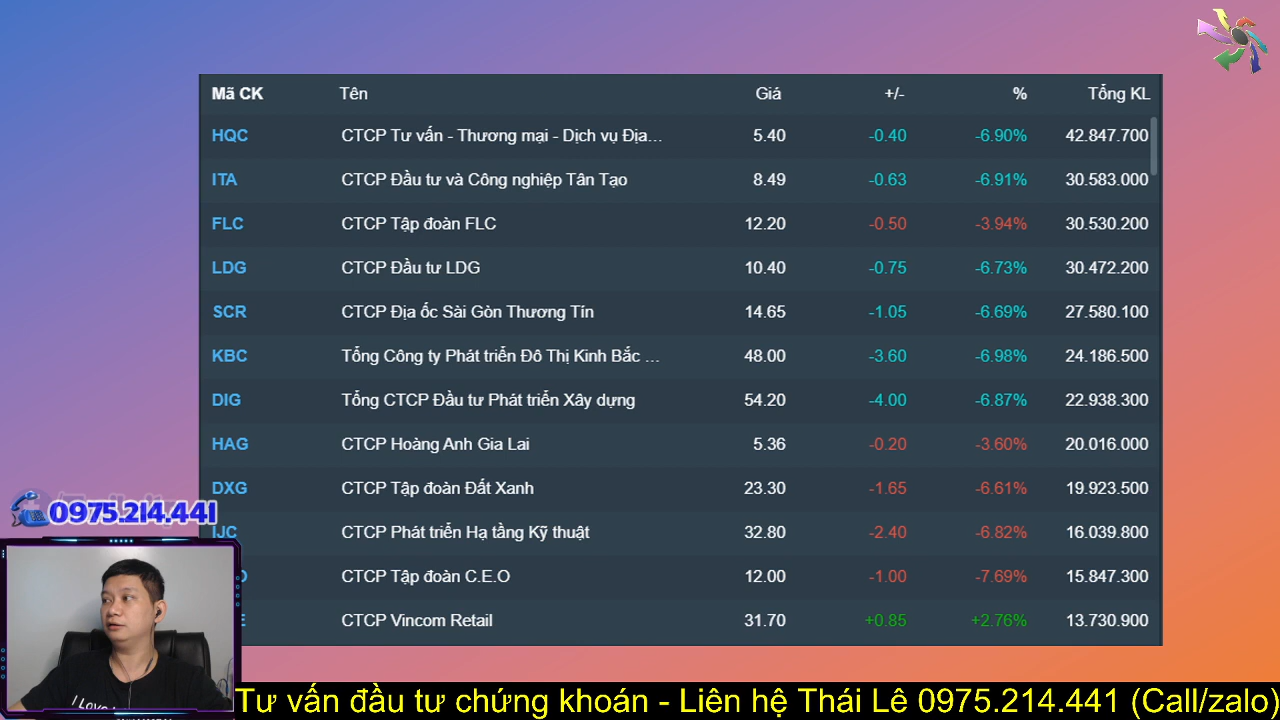 Mã CK Tên Giá +/- % Tổng KL
HQC CTCP Tư vấn - Thương mại - Dịch vụ Địa... 5.40 -0.40 -6.90% 42.847.700
ITA CTCP Đầu tư và Công nghiệp Tân Tạo 8.49 -0.63 -6.91% 30.583.000
FLC CTCP Tập đoàn FLC 12.20 -0.50 -3.94% 30.530.200
LDG CTCP Đầu tư LDG 10.40 -0.75 -6.73% 30.472.200
SCR CTCP Địa ốc Sài Gòn Thương Tín 14.65 -1.05 -6.69% 27.580.100
KBC Tổng Công ty Phát triển Đô Thị Kinh Bắc ... 48.00 -3.60 -6.98% 24.186.500
DIG Tổng CTCP Đầu tư Phát triển Xây dựng 54.20 -4.00 -6.87% 22.938.300
HAG CTCP Hoàng Anh Gia Lai 5.36 -0.20 -3.60% 20.016.000
DXG CTCP Tập đoàn Đất Xanh 23.30 -1.65 -6.61% 19.923.500
0975.214.441
IJC CTCP Phát triển Hạ tầng Kỹ thuật 32.80 -2.40 -6.82% 16.039.800
CTCP Tập đoàn C.E.O 12.00 -1.00 -7.69% 15.847.300
CTCP Vincom Retail 31.70 +0.85 +2.76% 13.730.900
I LOVE
Tư vấn đầu tư chứng khoán - Liên hệ Thái Lê 0975.214.441 (Call/zalo)